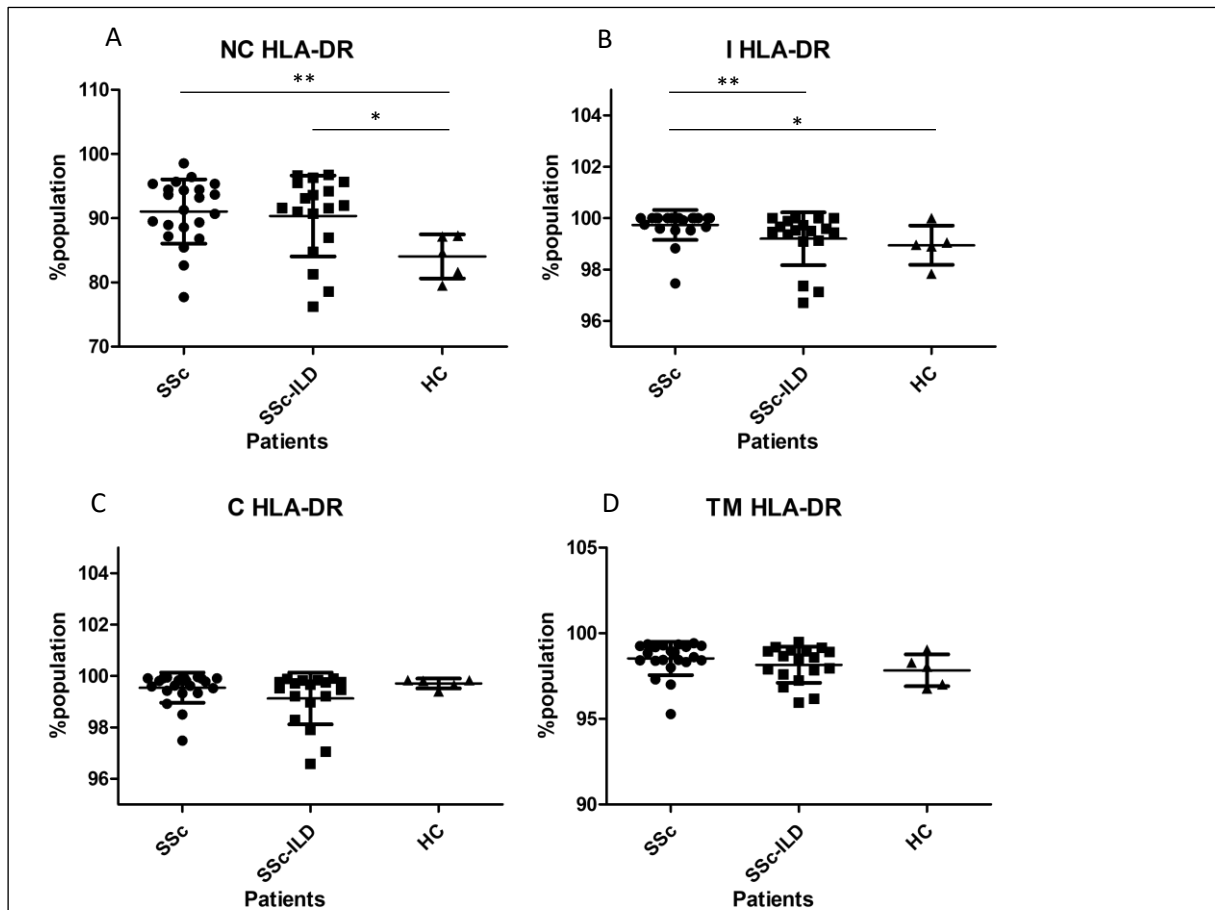 A
NC HLA-DR
**
*
110
100
90
80
70
%population
SSc
SSc-ILD
HC
Patients
B
I HLA-DR
**
*
104
102
100
98
96
%population
SSc
SSc-ILD
HC
Patients
C
C HLA-DR
104
102
100
98
96
%population
SSc
SSc-ILD
HC
Patients
D
TM HLA-DR
105
100
95
90
%population
SSc
SSc-ILD
HC
Patients